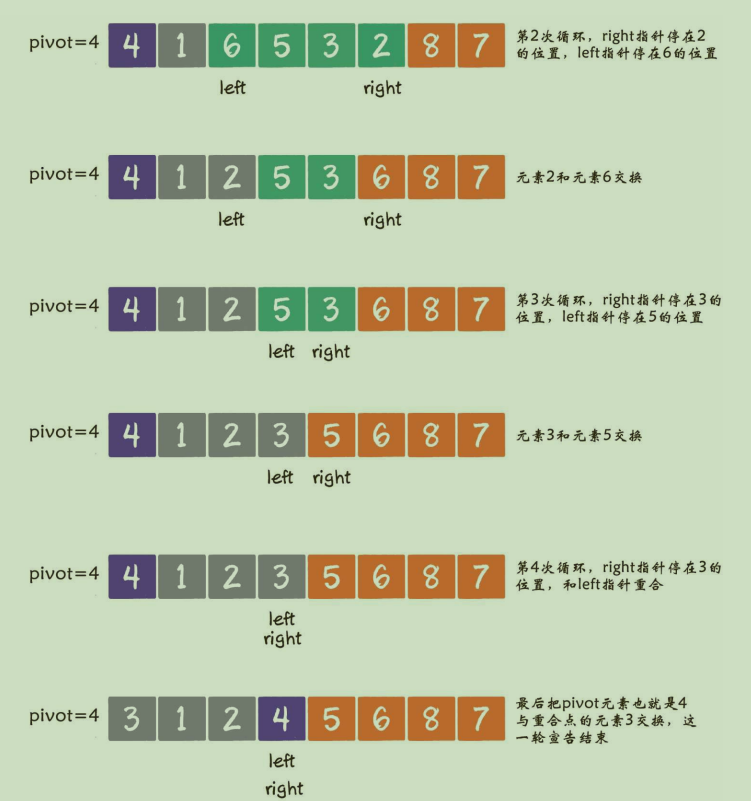 pivot=4 4 1 6 5 3 2 8 7 第2次循环，right指针停在2
的位置，left指针停在6的位置
left right
pivot=4 4 1 2 5 3 6 8 7 元素2和元素6交换
left right
pivot=4 4 1 2 5 3 6 8 7 第3次循环，right指针停在3的
位置，left指针停在5的位置
left right
pivot=4 4 1 2 3 5 6 8 7 元素3和元素5交换
left right
pivot=4 4 1 2 3 5 6 8 7 第4次循环，right指针停在3的
位置，和left指针重合
left
right
pivot=4 3 1 2 4 5 6 8 7 最后把pivot元素也就是4
与重合点的元素3交换，这
一轮宣告结束
left
right